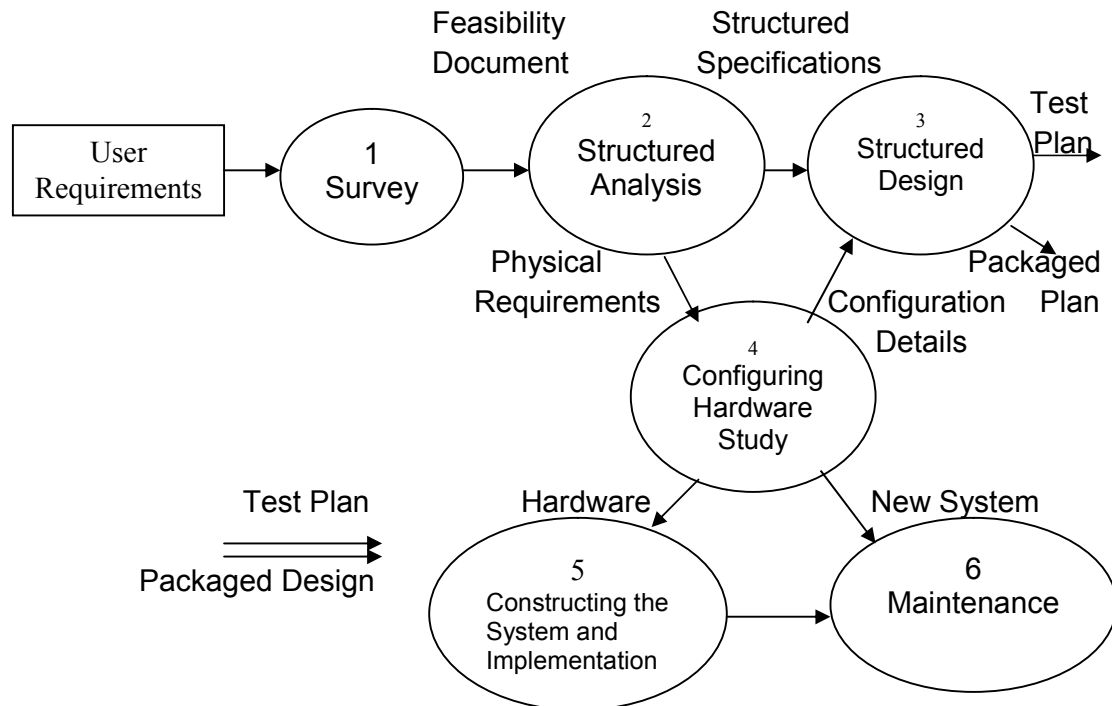 Feasibility
Document
Structured
Specifications
User
Requirements
1
Survey
2
Structured
Analysis
3
Structured
Design
Test
Plan
Physical
Requirements
Configuration
Details
Packaged
Plan
4
Configuring
Hardware
Study
Test Plan
Packaged Design
Hardware
New System
5
Constructing the
System and
Implementation
6
Maintenance